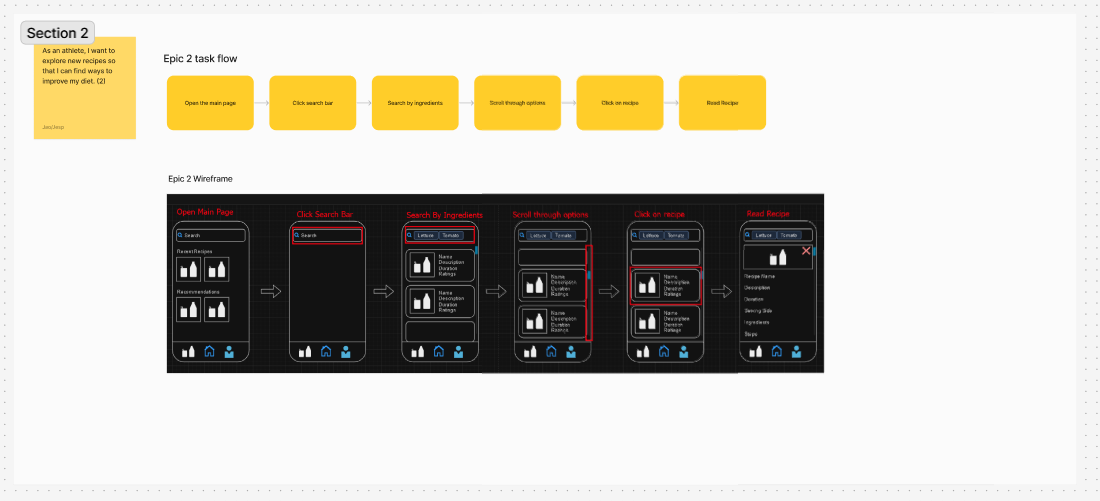 Section 2
As an athlete, I want to
explore new recipes so
that I can find ways to
improve my diet. (2)
JessJesp
Epic 2 task flow
Open the main page
Click search bar
Search by ingredients
Scroll through options
Click on recipe
Read Recipe
Epic 2 Wireframe
Open Main Page
Search
Recent Recipes
Recommendations
Click Search Bar
Search
Search By Ingredients
Lettuce Tomato
Name
Description
Duration
Ratings
Name
Description
Duration
Ratings
Scroll through options
Lettuce Tomato
Name
Description
Duration
Ratings
Name
Description
Duration
Ratings
Click on recipe
Lettuce Tomato
Name
Description
Duration
Ratings
Name
Description
Duration
Ratings
Read Recipe
Lettuce Tomato
Recipe Name
Description
Duration
Serving Size
Ingredients
Steps